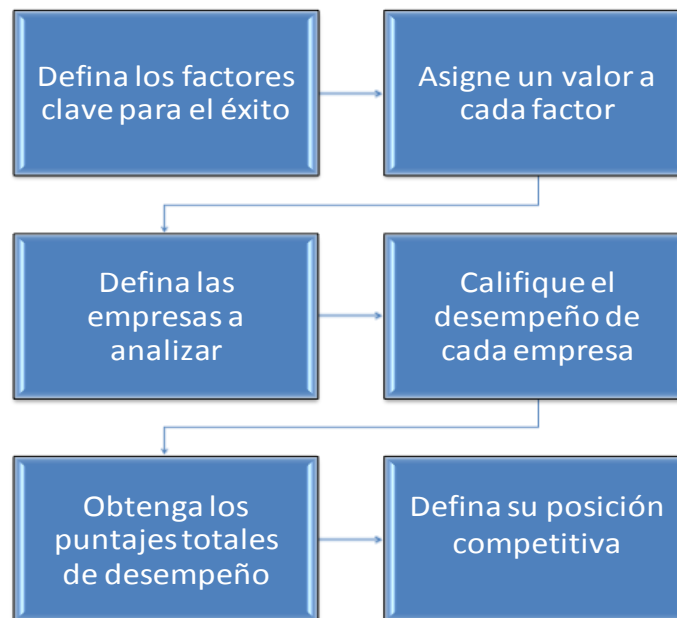 Defina los factores
clave para el éxito
Asigne un valor a
cada factor
Defina las
empresas a
analizar
Califique el
desempeño de
cada empresa
Obtenga los
puntajes totales
de desempeño
Defina su posición
competitiva